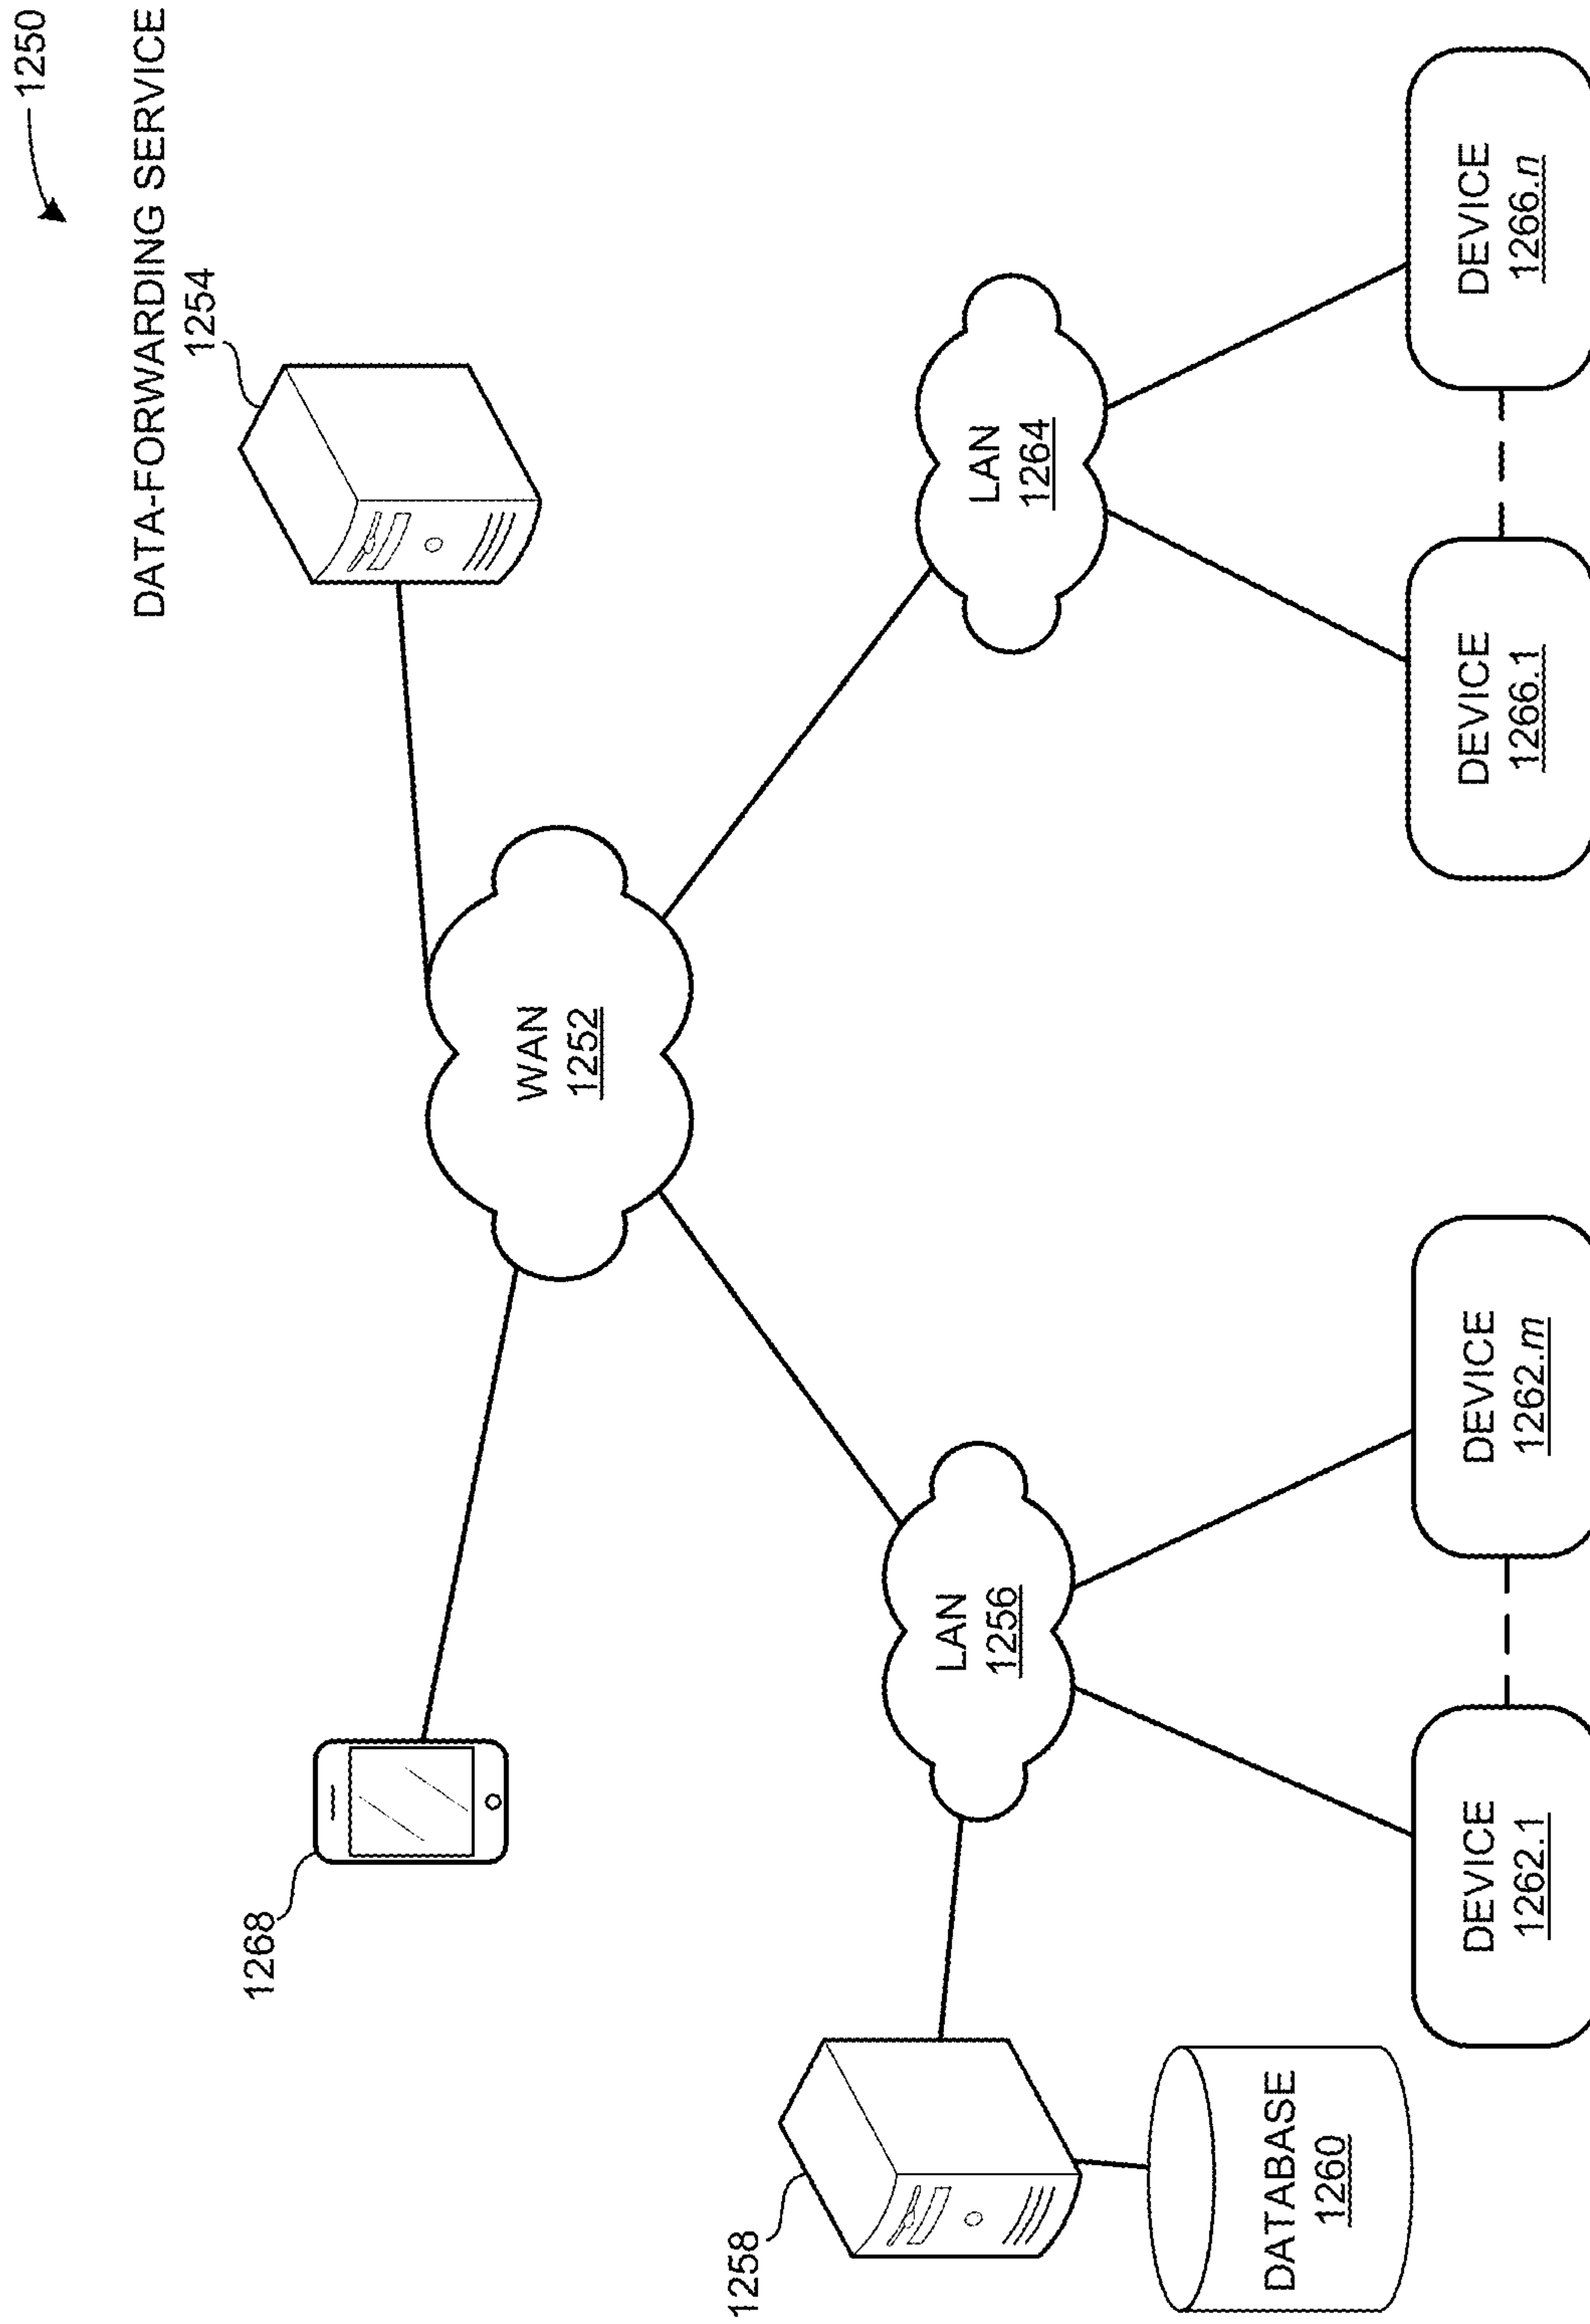 1250
DATA-FORWARDING SERVICE
1254
1268
WAN
1252
1258
LAN
1256
LAN
1264
DATABASE
1260
DEVICE
1262.1
DEVICE
1262.m
DEVICE
1266.1
DEVICE
1266.n